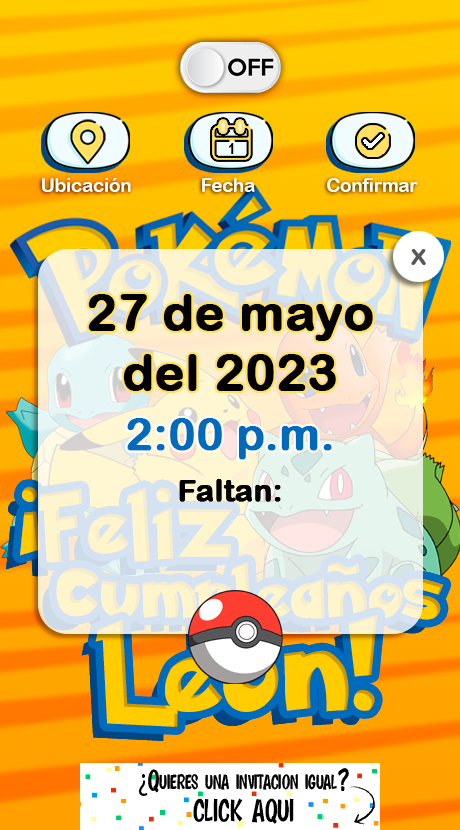 OFF
1
Ubicación Fecha Confirmar
POKÉMON
X
27 de mayo
del 2023
2:00 p.m.
Faltan:
¡Feliz
Cumpleaños
León!
¿QUIERES UNA INVITACION IGUAL?
CLICK AQUI